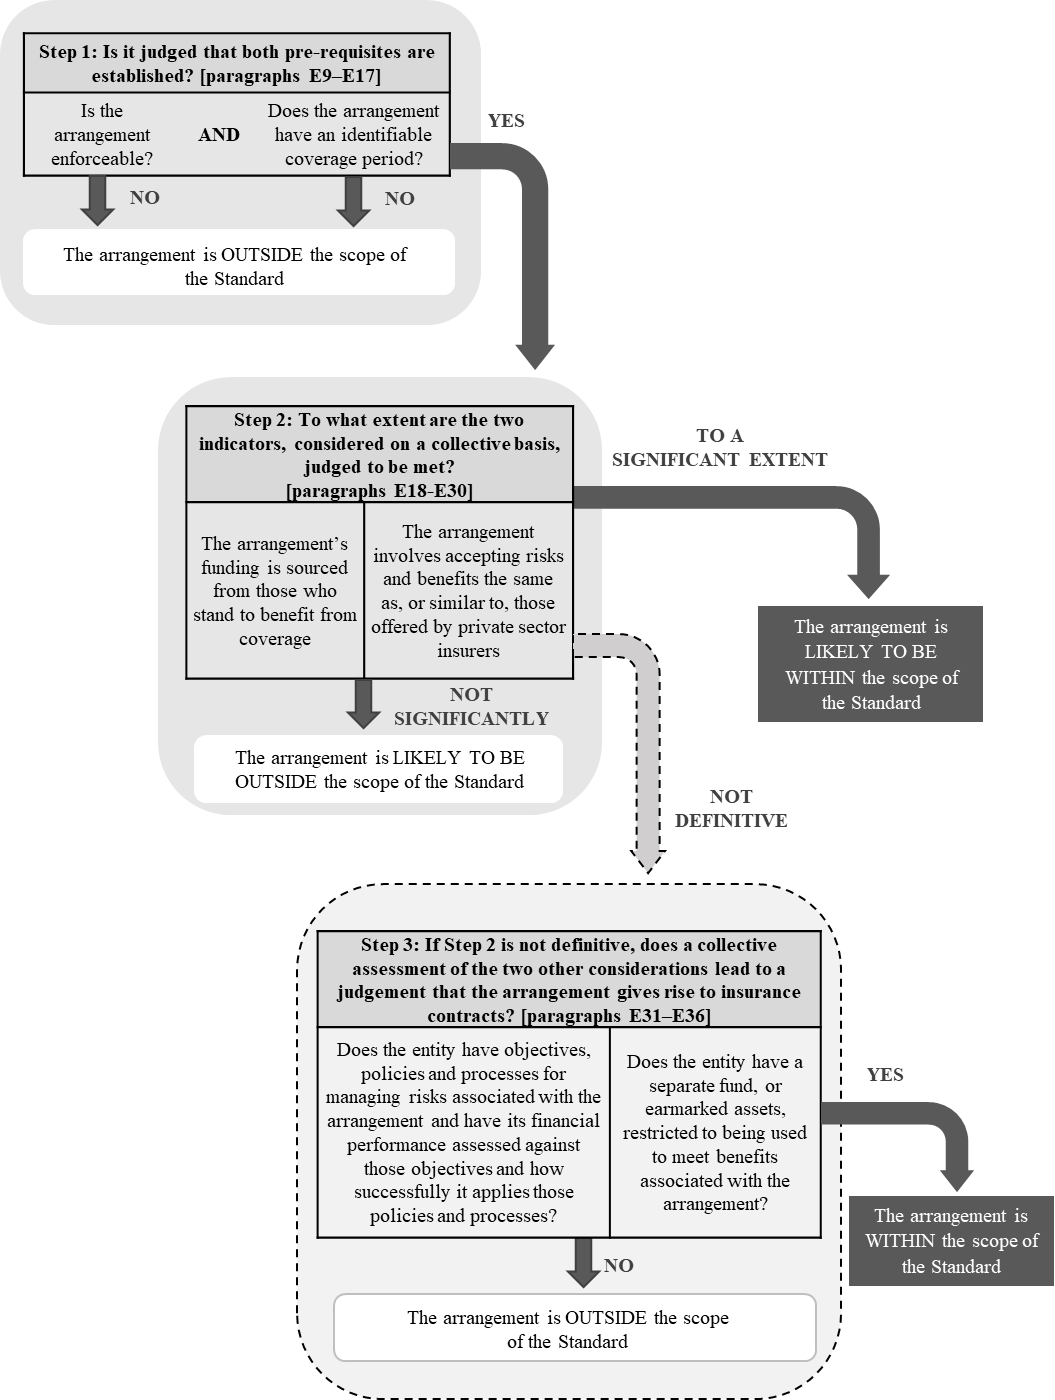 Step 1: Is it judged that both pre-requisites are
established? [paragraphs E9–E17]
Is the
arrangement
enforceable?
AND
Does the arrangement
have an identifiable
coverage period?
YES
NO
NO
The arrangement is OUTSIDE the scope of
the Standard
Step 2: To what extent are the two
indicators, considered on a collective basis,
judged to be met?
[paragraphs E18-E30]
TO A
SIGNIFICANT EXTENT
The arrangement's
funding is sourced
from those who
stand to benefit from
coverage
The arrangement
involves accepting risks
and benefits the same
as, or similar to, those
offered by private sector
insurers
The arrangement is
LIKELY TO BE
WITHIN the scope of
the Standard
NOT
SIGNIFICANTLY
The arrangement is LIKELY TO BE
OUTSIDE the scope of the Standard
NOT
DEFINITIVE
Step 3: If Step 2 is not definitive, does a collective
assessment of the two other considerations lead to a
judgement that the arrangement gives rise to insurance
contracts? [paragraphs E31–E36]
Does the entity have objectives,
policies and processes for
managing risks associated with the
arrangement and have its financial
performance assessed against
those objectives and how
successfully it applies those
policies and processes?
Does the entity have a
separate fund, or
earmarked assets,
restricted to being used
to meet benefits
associated with the
arrangement?
YES
The arrangement is
WITHIN the scope of
the Standard
NO
The arrangement is OUTSIDE the scope
of the Standard